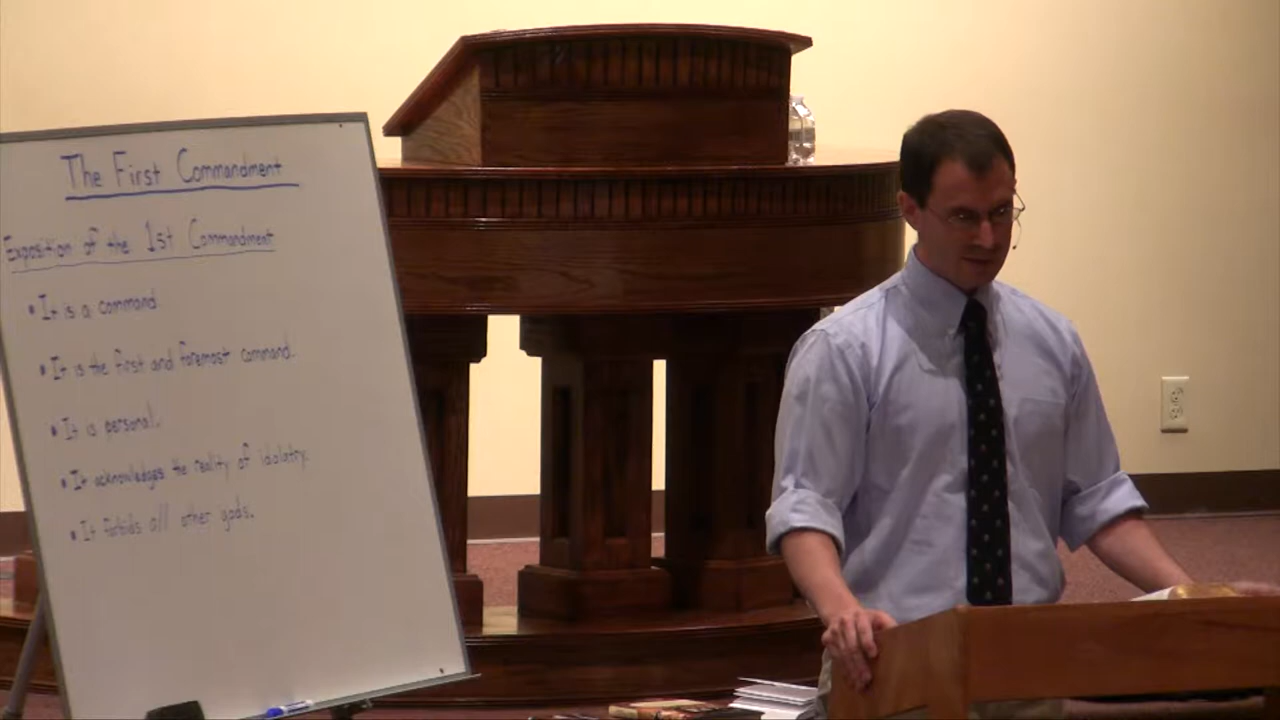 The First Commandment
Exposition of the 1st Commandment
• It is a command
• It is the first and foremost command.
• It is personal.
• It acknowledges the reality of idolatry.
• It forbids all other gods.